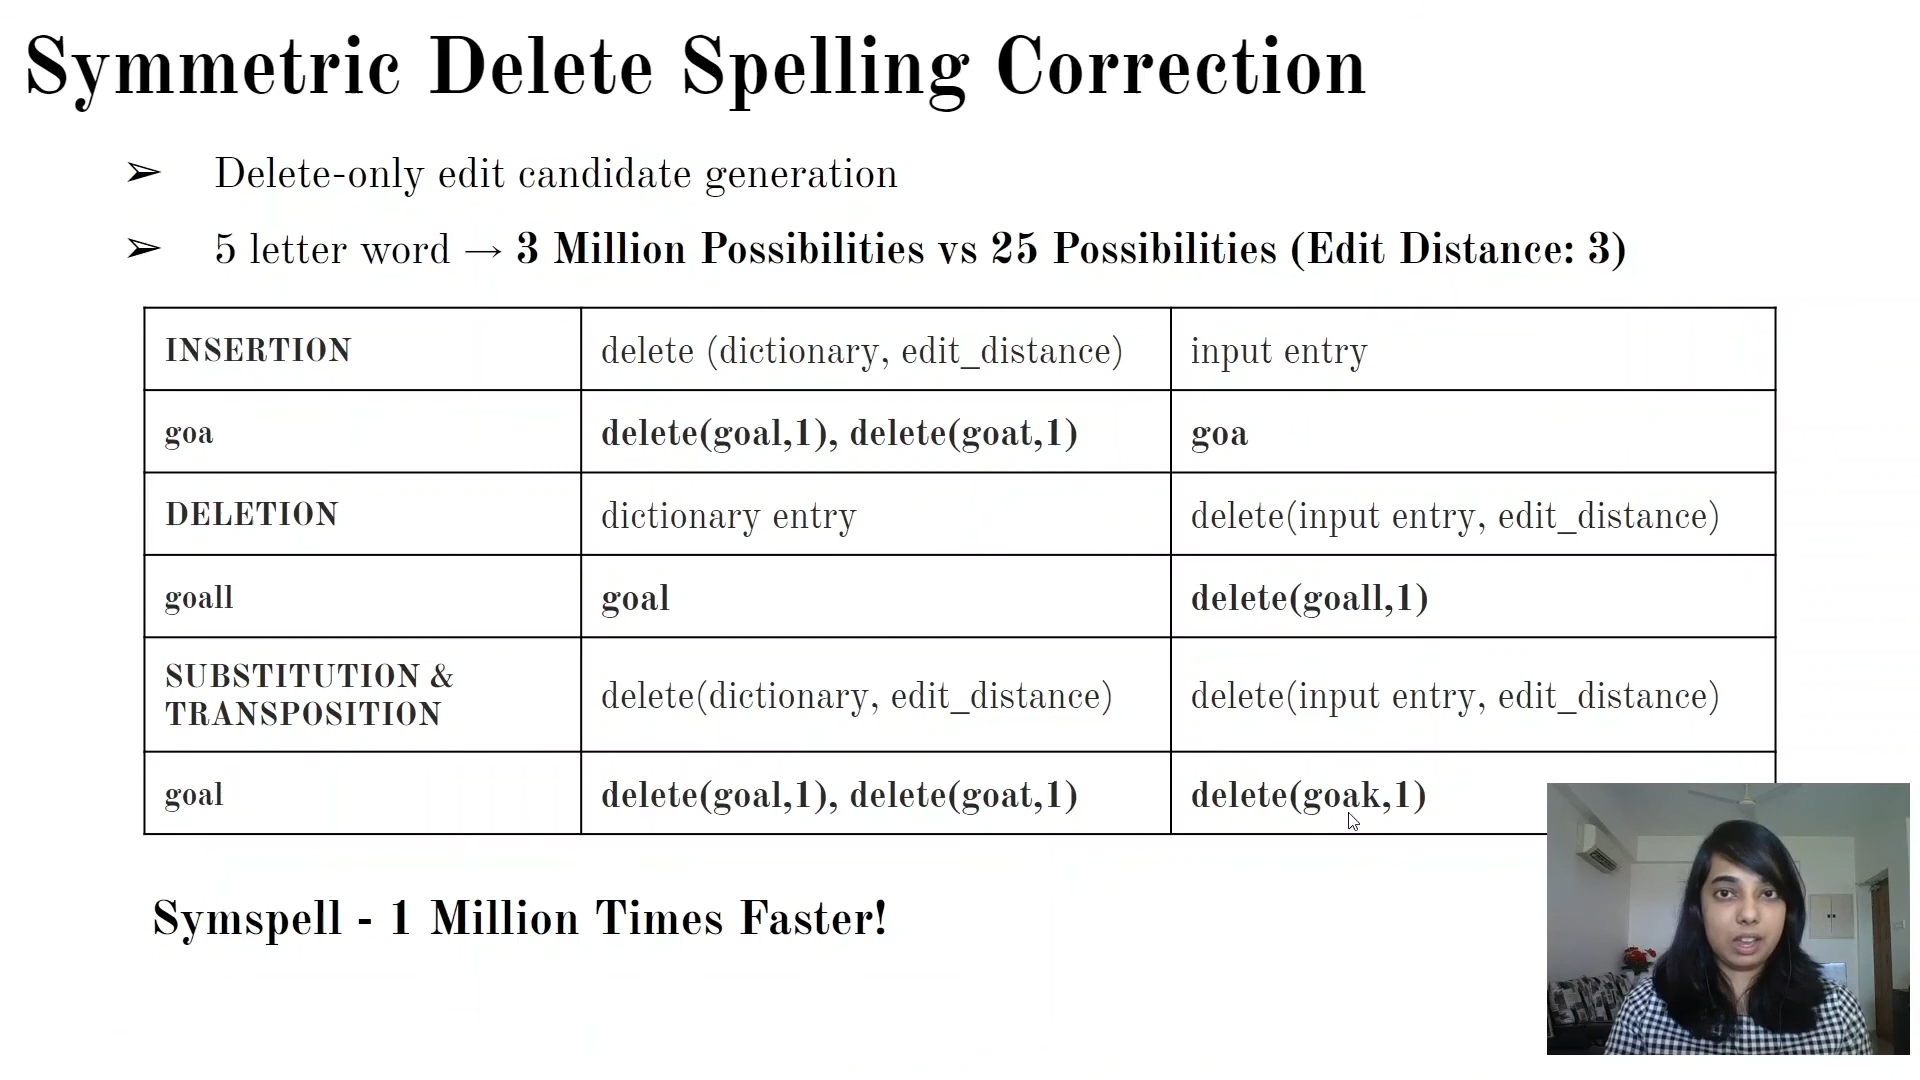 Symmetric Delete Spelling Correction
➢ Delete-only edit candidate generation
➢ 5 letter word → 3 Million Possibilities vs 25 Possibilities (Edit Distance: 3)
INSERTION delete (dictionary, edit_distance) input entry
goa delete(goal,1), delete(goat,1) goa
DELETION dictionary entry delete(input entry, edit_distance)
goall goal delete(goall,1)
SUBSTITUTION &
TRANSPOSITION delete(dictionary, edit_distance) delete(input entry, edit_distance)
goal delete(goal,1), delete(goat,1) delete(goak,1)
Symspell - 1 Million Times Faster!